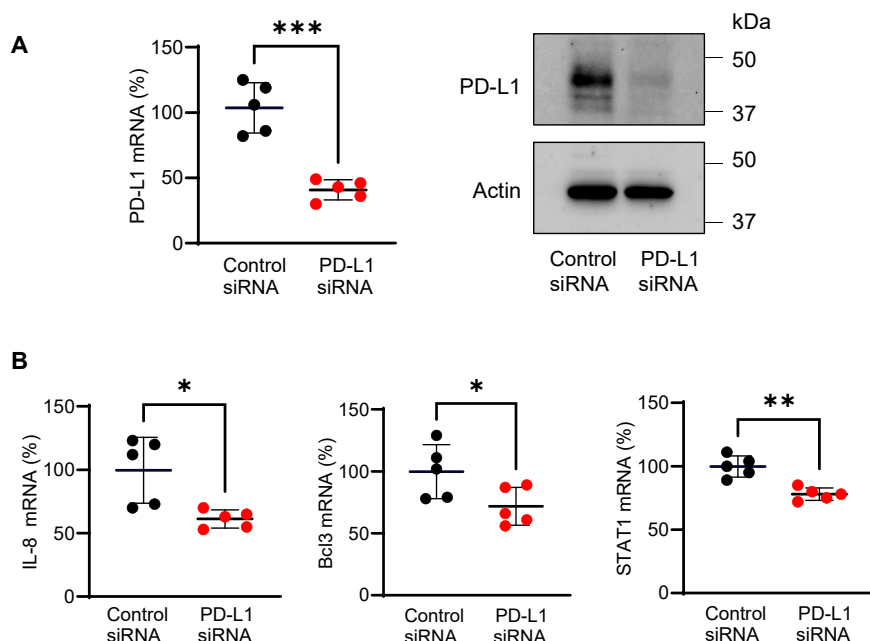 A
PD-L1 mRNA (%)
150
100
50
0
***
Control
siRNA
PD-L1
siRNA
kDa
PD-L1
50
37
Actin
50
37
Control
siRNA
PD-L1
siRNA
B
IL-8 mRNA (%)
150
100
50
0
*
Control
siRNA
PD-L1
siRNA
Bcl3 mRNA (%)
150
100
50
0
*
Control
siRNA
PD-L1
siRNA
STAT1 mRNA (%)
150
100
50
0
**
Control
siRNA
PD-L1
siRNA